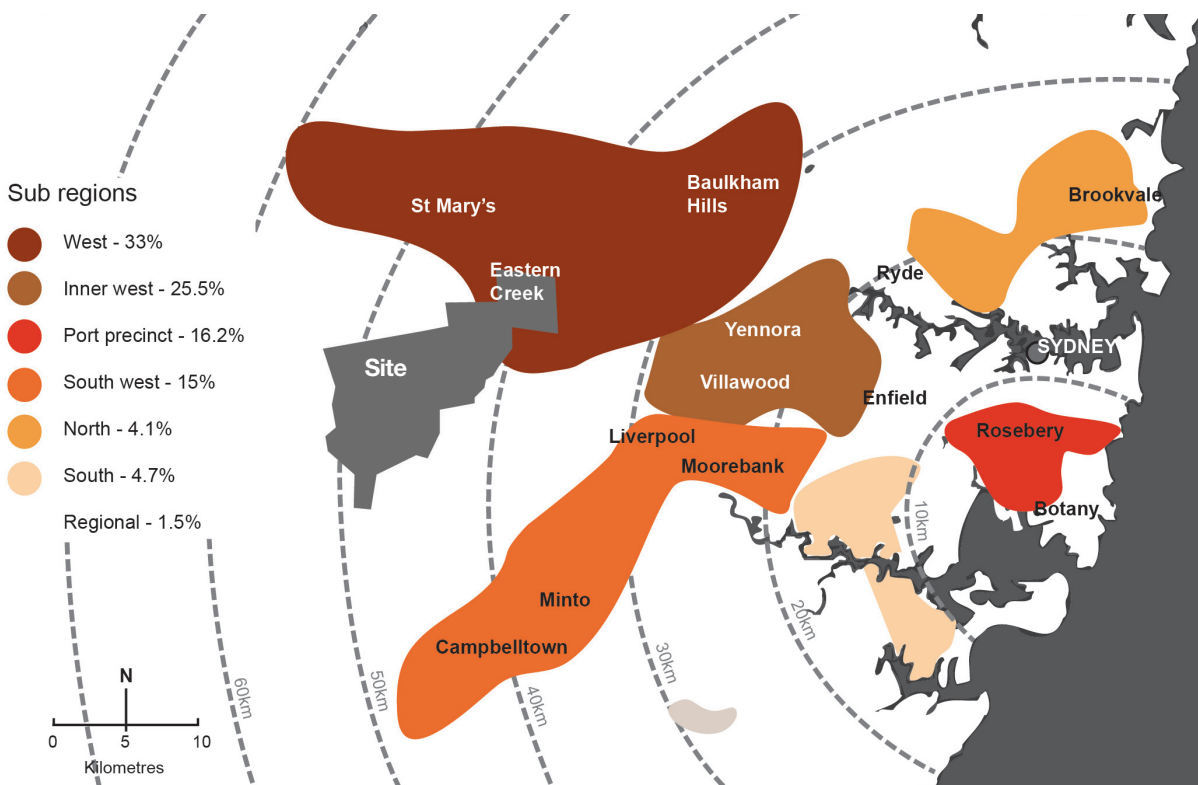 Sub regions
West - 33%
Inner west - 25.5%
Port precinct - 16.2%
South west - 15%
North - 4.1%
South - 4.7%
Regional - 1.5%
St Mary's
Baulkham
Hills
Brookvale
Eastern
Creek
Ryde
Yennora
SYDNEY
Site
Villawood
Enfield
Liverpool
Rosebery
Moorebank
Botany
10km
Minto
20km
Campbelltown
30km
40km
50km
60km
N
0 5 10
Kilometres